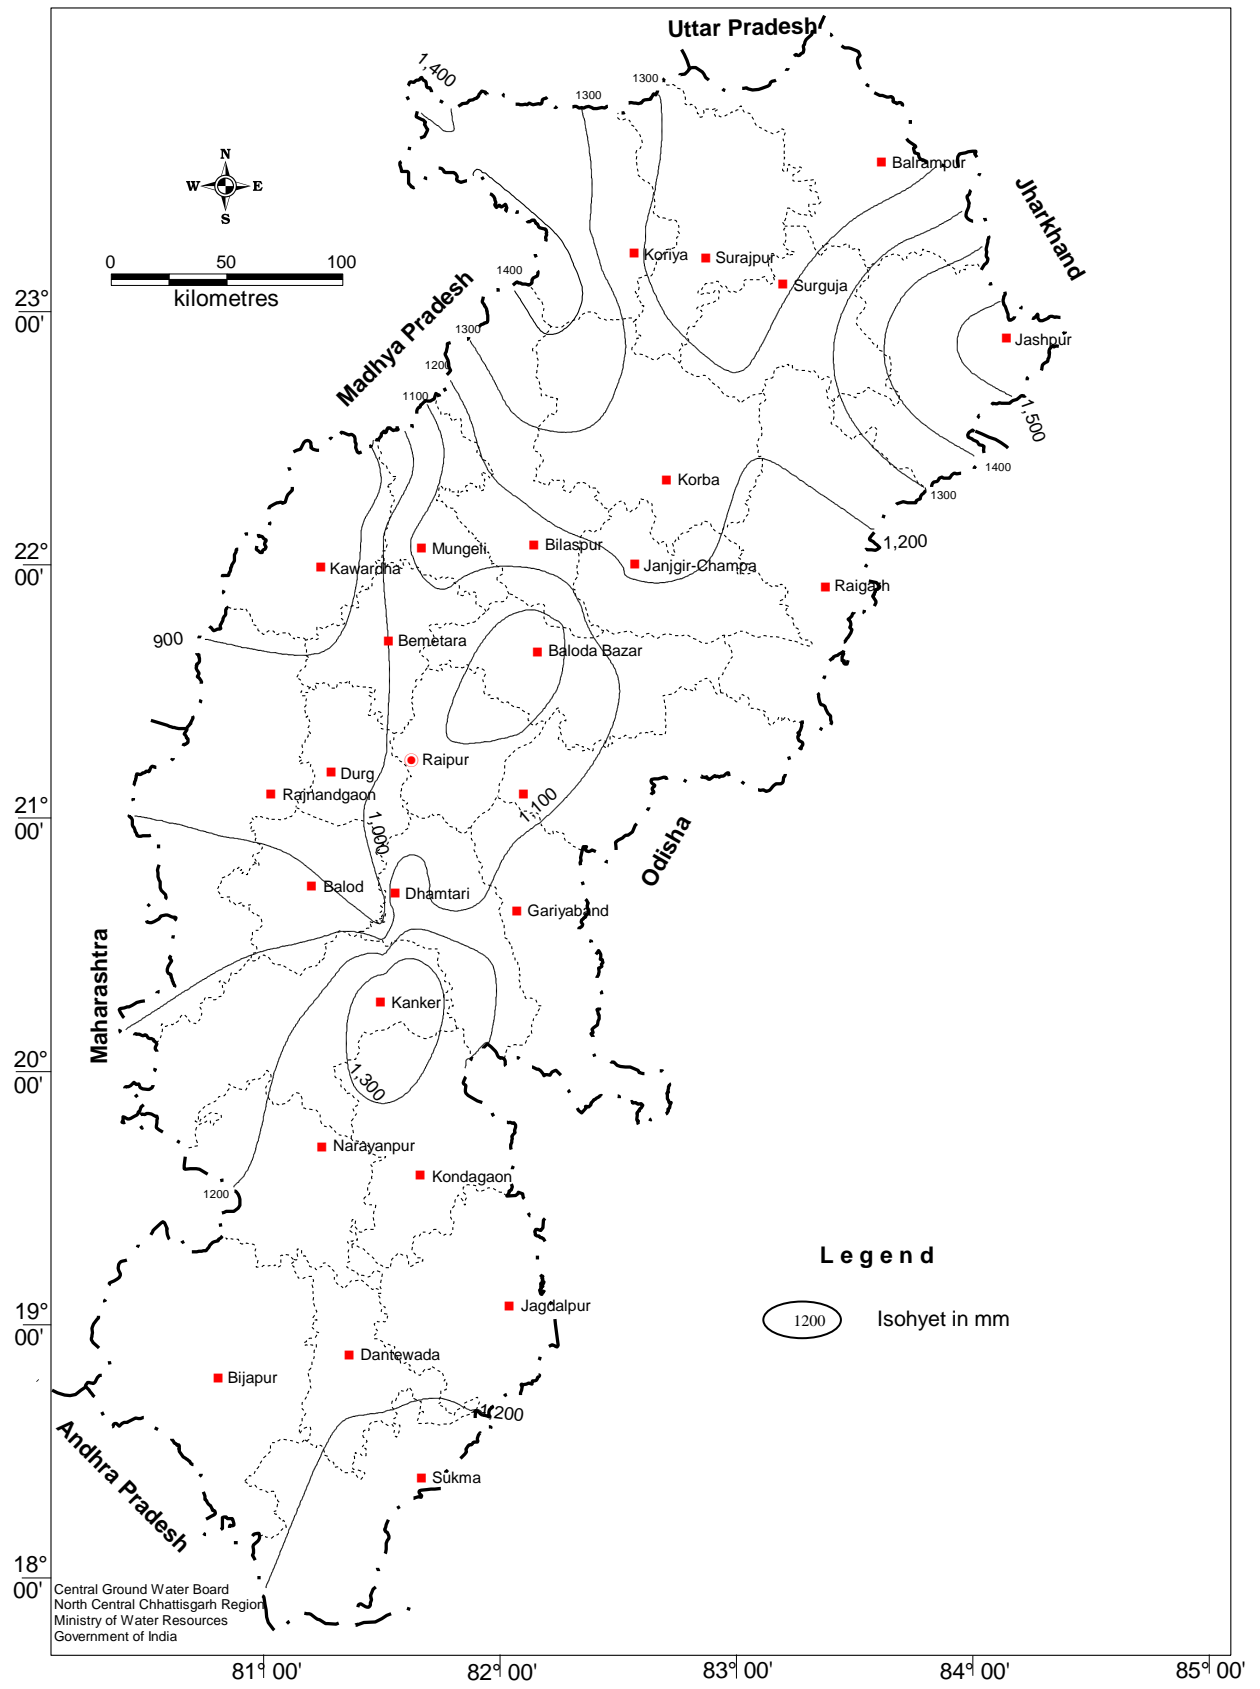 Uttar Pradesh
1,400
1300
1300
N
W E
S
Balrampur
Jharkhand
0 50 100
kilometres
Koriya
Surajpur
Surguja
1400
Madhya Pradesh
23°
00'
1300
Jashpur
1200
1100
1,500
1400
Korba
1300
1,200
Mungeli
Bilaspur
22°
00'
Kawardha
Janjgir-Champa
Raigarh
900
Bemetara
Baloda Bazar
Raipur
Durg
Rajnandgaon
1,100
21°
00'
1,000
Odisha
Balod
Dhamtari
Gariyaband
Maharashtra
Kanker
20°
00'
1,300
Narayanpur
Kondagaon
1200
Legend
1200 Isohyet in mm
Jagdalpur
19°
00'
Dantewada
Bijapur
1,200
Andhra Pradesh
Sukma
18°
00'
Central Ground Water Board
North Central Chhattisgarh Region
Ministry of Water Resources
Government of India
81° 00' 82° 00' 83° 00' 84° 00' 85° 00'